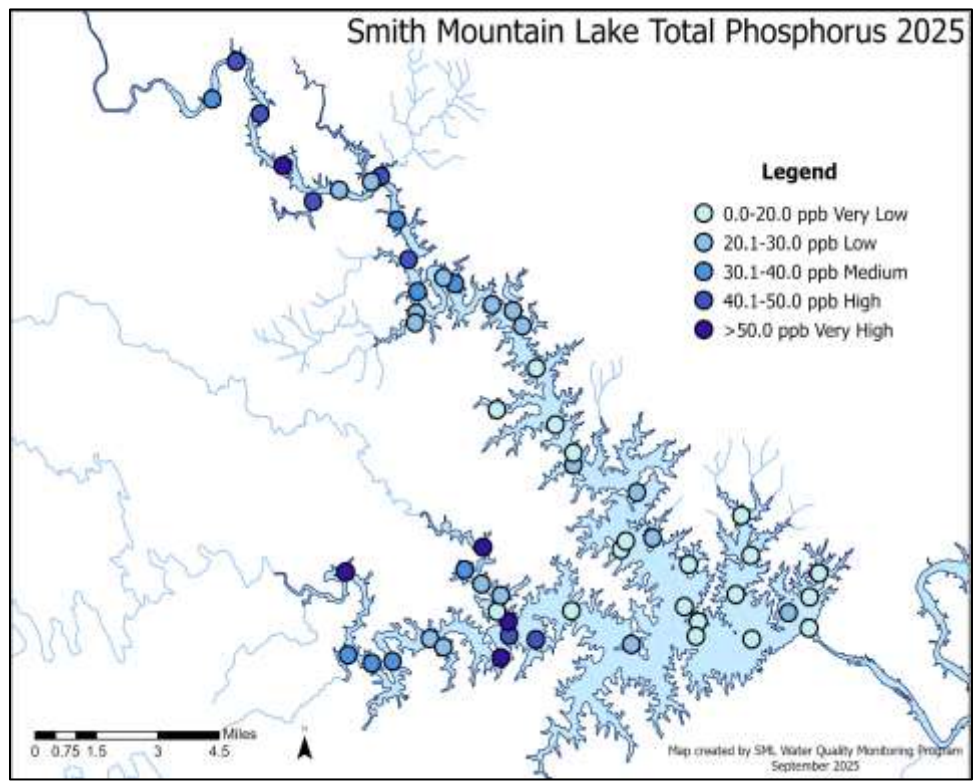 Smith Mountain Lake Total Phosphorus 2025
Legend
0.0-20.0 ppb Very Low
20.1-30.0 ppb Low
30.1-40.0 ppb Medium
40.1-50.0 ppb High
>50.0 ppb Very High
Miles
0 0.75 1.5 3 4.5
Map created by SML Water Quality Monitoring Program
September 2025